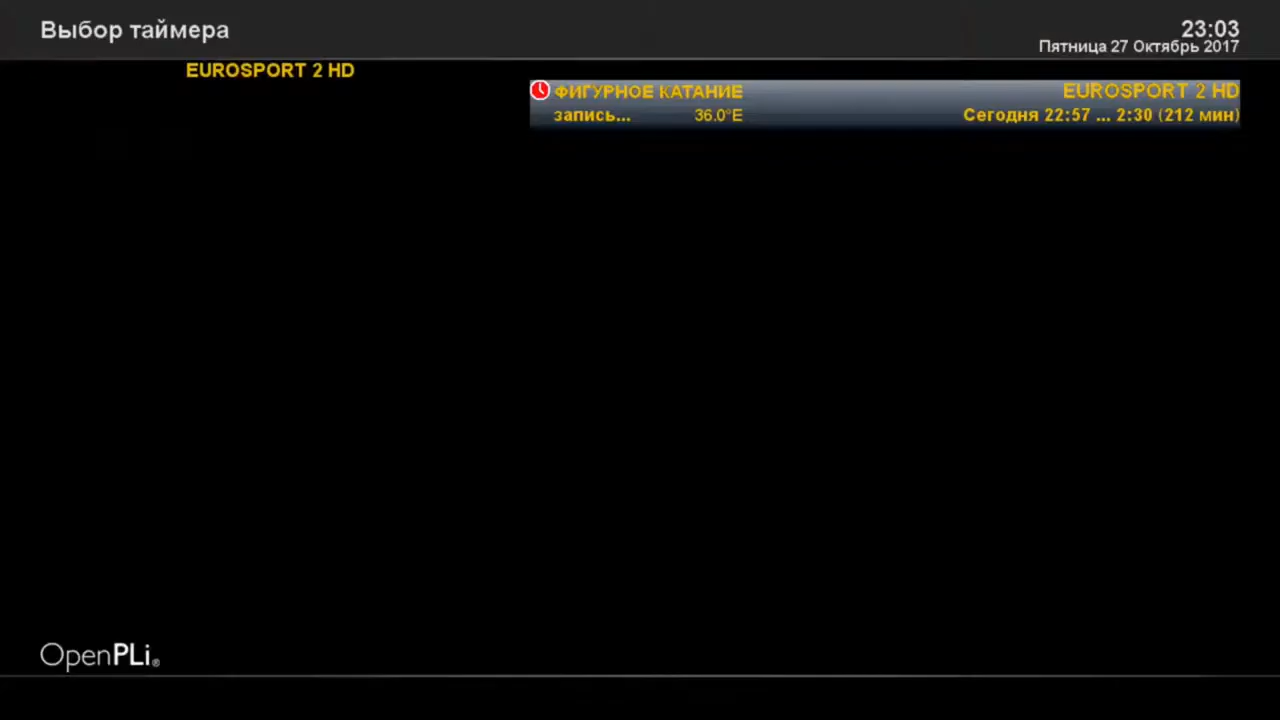 Выбор таймера
23:03
Пятница 27 Октябрь 2017
EUROSPORT 2 HD
ФИГУРНОЕ КАТАНИЕ EUROSPORT 2 HD
запись... 36.0°E Сегодня 22:57 ... 2:30 (212 мин)
OpenPLi®